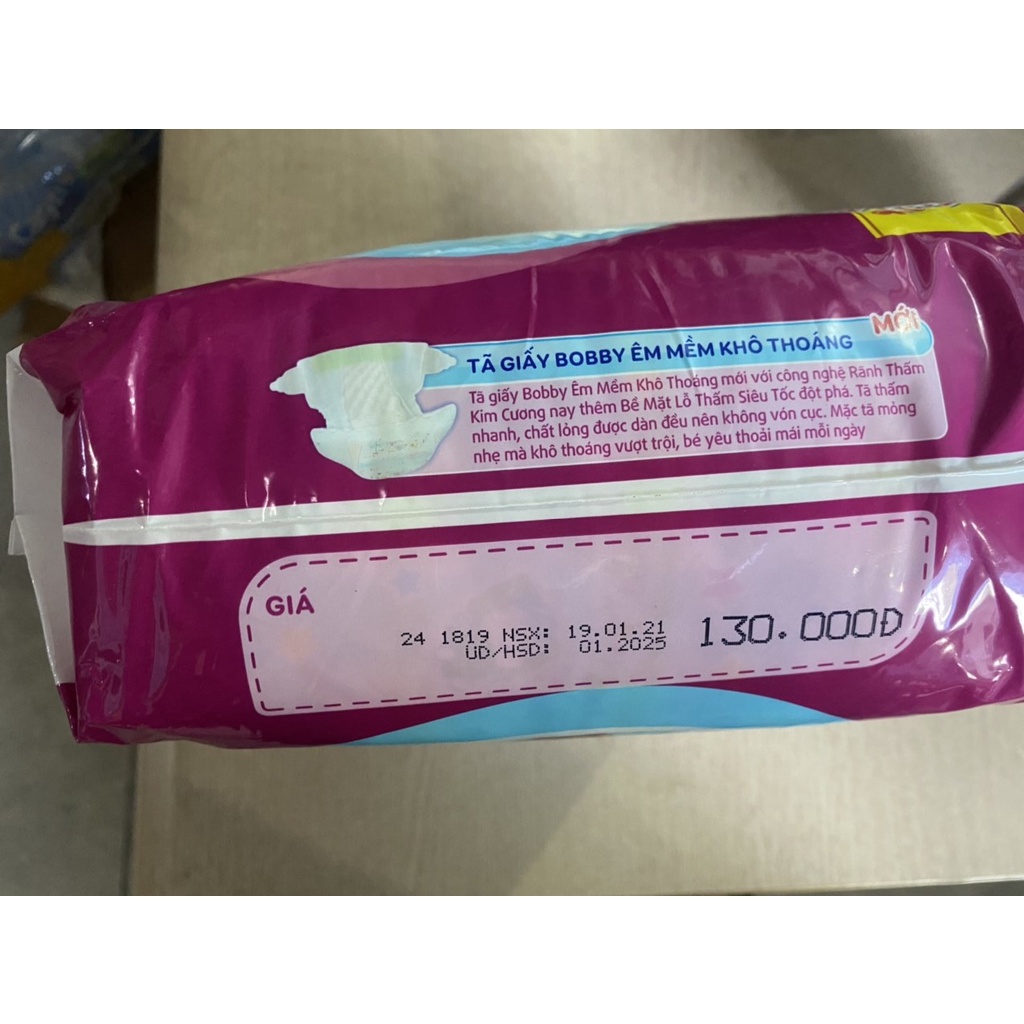 MỚI
TÃ GIẤY BOBBY ÊM MỀM KHÔ THOÁNG
Tã giấy Bobby Êm Mềm Khô Thoáng mới với công nghệ Rãnh Thấm
Kim Cương nay thêm Bề Mặt Lỗ Thấm Siêu Tốc đột phá. Tã thấm
nhanh, chất lỏng được dàn đều nên không vón cục. Mặc tã mỏng
nhẹ mà khô thoáng vượt trội, bé yêu thoải mái mỗi ngày
GIÁ
24 1819 NSX: 19.01.21 130.000Đ
UD/HSD: 01.2025